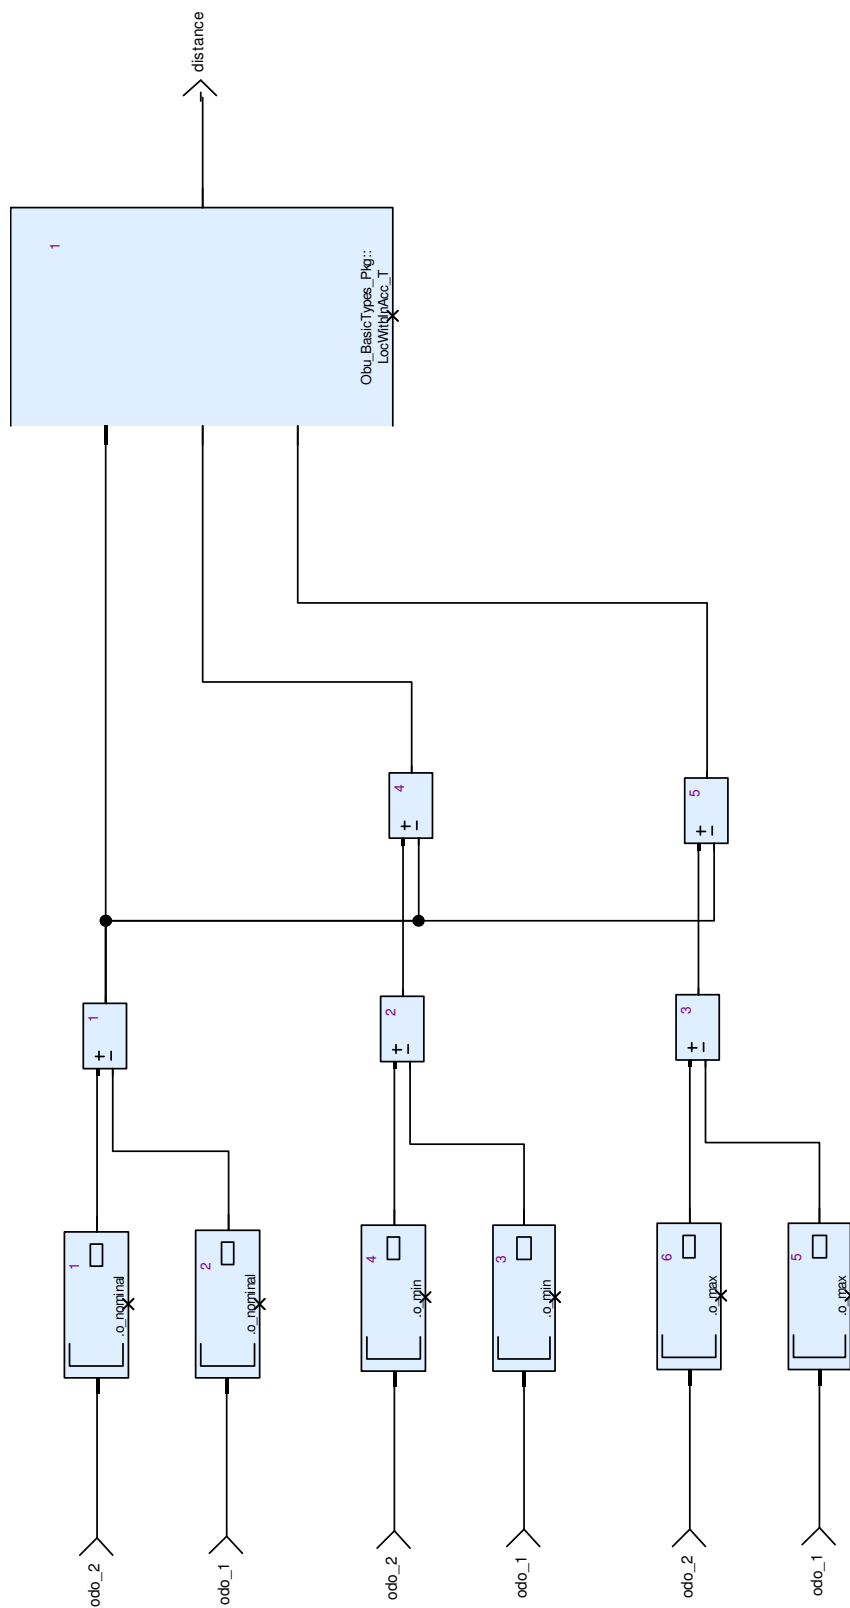 distance
1
Obu_BasicTypes_Pkg::
LocWithInAcc_T
4
+
−
5
+
−
1
+
−
2
+
−
3
+
−
1
.o_nominal
2
.o_nominal
4
.o_min
3
.o_min
6
.o_max
5
.o_max
odo_2
odo_1
odo_2
odo_1
odo_2
odo_1